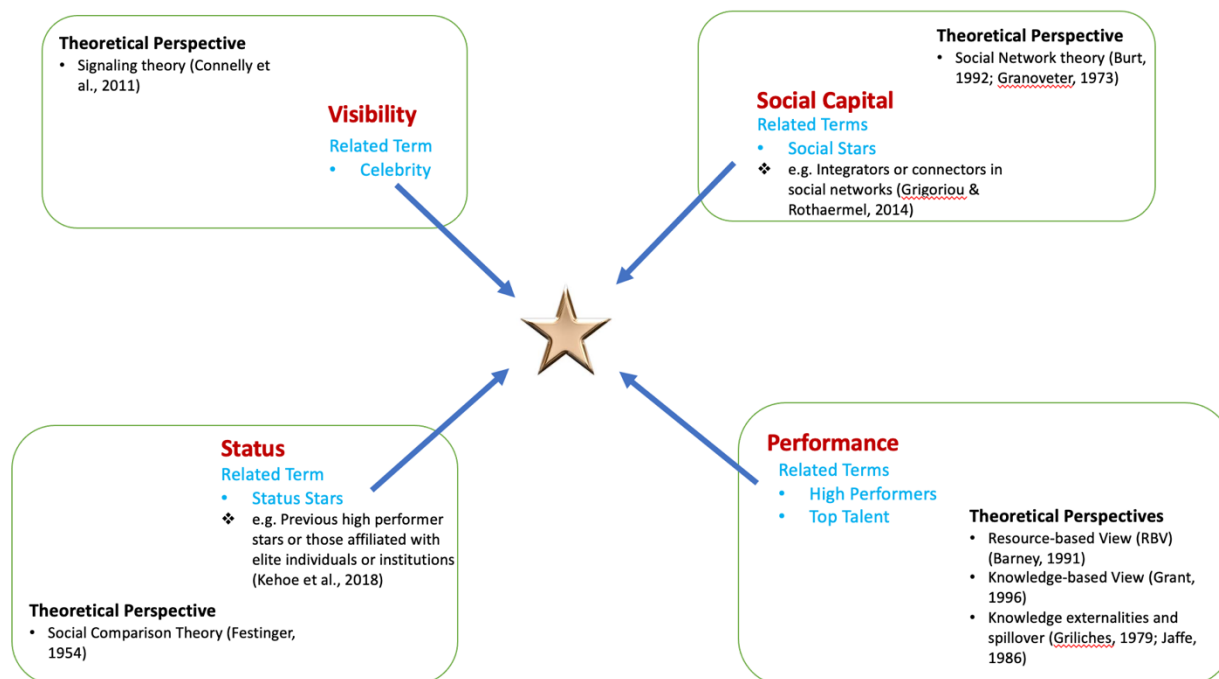 Theoretical Perspective
• Signaling theory (Connelly et
al., 2011)
Visibility
Related Term
• Celebrity
Theoretical Perspective
• Social Network theory (Burt,
1992; Granoveter, 1973)
Social Capital
Related Terms
• Social Stars
❖ e.g. Integrators or connectors in
social networks (Grigoriou &
Rothaermel, 2014)
Status
Related Term
• Status Stars
❖ e.g. Previous high performer
stars or those affiliated with
elite individuals or institutions
(Kehoe et al., 2018)
Theoretical Perspective
• Social Comparison Theory (Festinger,
1954)
Performance
Related Terms
• High Performers
• Top Talent
Theoretical Perspectives
• Resource-based View (RBV)
(Barney, 1991)
• Knowledge-based View (Grant,
1996)
• Knowledge externalities and
spillover (Griliches, 1979; Jaffe,
1986)